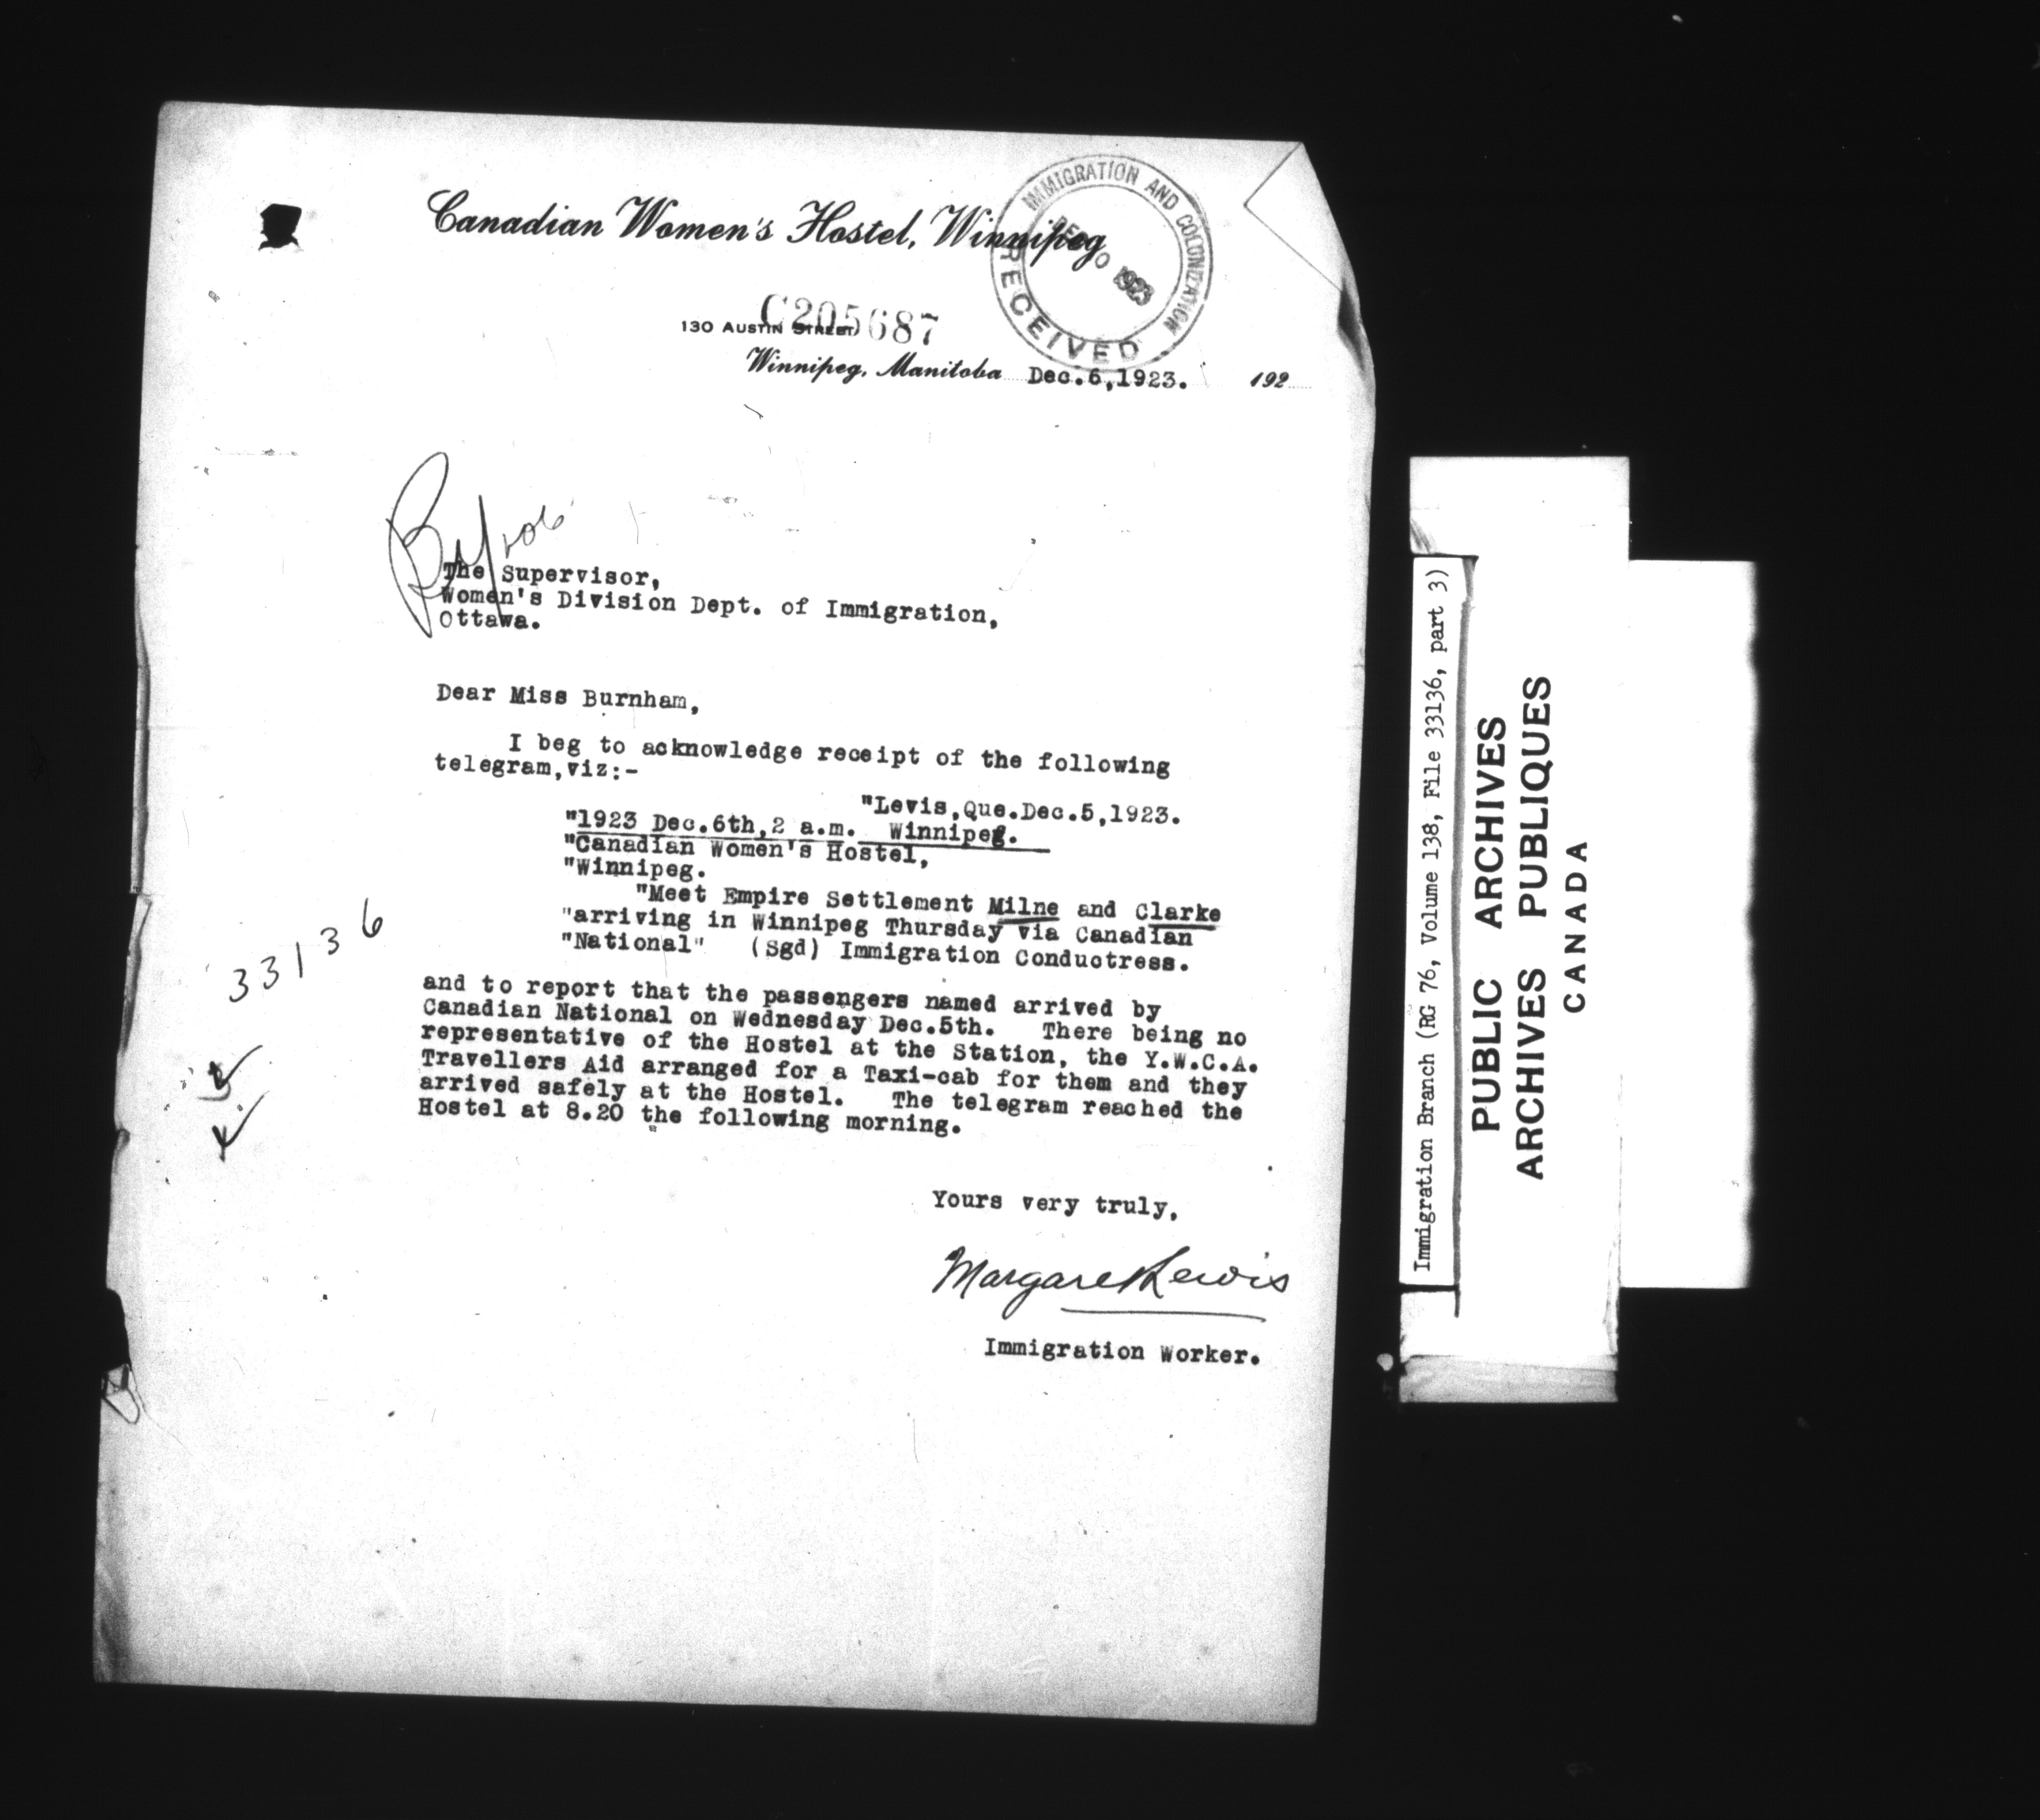 Canadian Women's Hostel, Winnipeg
IMMIGRATION AND COLONIZATION
RECEIVED
1923
C205687
130 AUSTIN STREET
Winnipeg, Manitoba Dec.6,1923. 192
The Supervisor,
Women's Division Dept. of Immigration,
Ottawa.
Dear Miss Burnham,
I beg to acknowledge receipt of the following
telegram,viz:-
"Levis,Que.Dec.5,1923.
"1923 Dec.6th,2 a.m. Winnipeg.
"Canadian Women's Hostel,
"Winnipeg.
"Meet Empire Settlement Milne and Clarke
"arriving in Winnipeg Thursday via Canadian
"National" (Sgd) Immigration Conductress.
33136
and to report that the passengers named arrived by
Canadian National on Wednesday Dec.5th. There being no
representative of the Hostel at the Station, the Y.W.C.A.
Travellers Aid arranged for a Taxi-cab for them and they
arrived safely at the Hostel. The telegram reached the
Hostel at 8.20 the following morning.
Yours very truly,
Margaret Lewis
Immigration Worker.
Immigration Branch (RG 76, Volume 138, File 33136, part 3)
PUBLIC ARCHIVES
ARCHIVES PUBLIQUES
CANADA